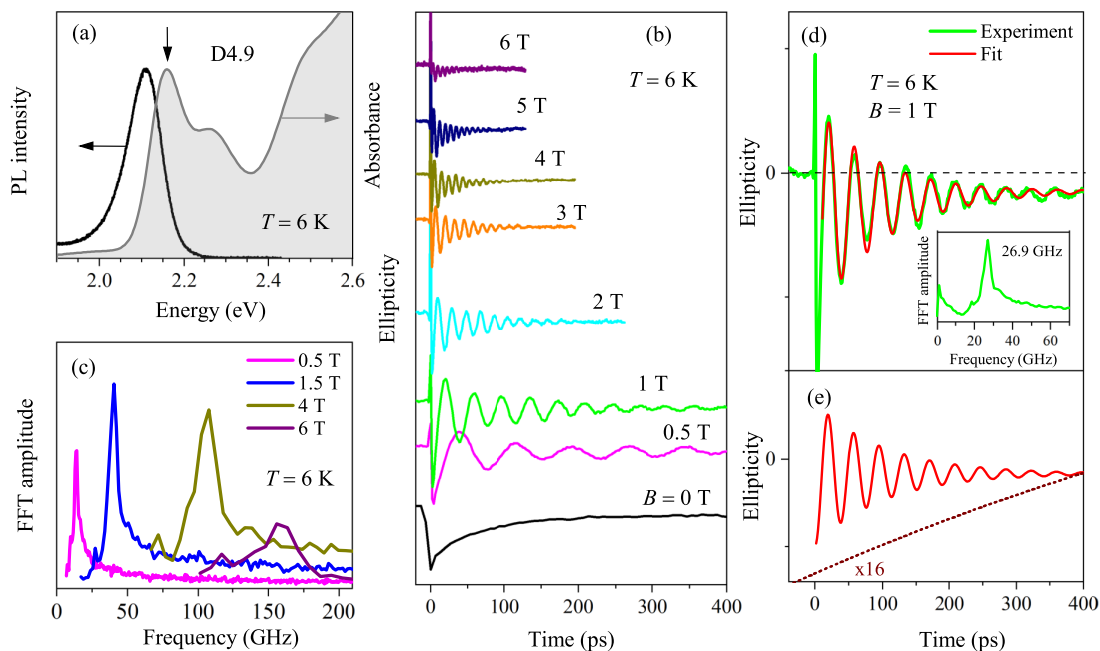 (a)
D4.9
PL intensity
Absorbance
T = 6 K
2.0
2.2
2.4
2.6
Energy (eV)
(b)
T = 6 K
6 T
5 T
4 T
3 T
2 T
1 T
0.5 T
B = 0 T
Ellipticity
0
100
200
300
400
Time (ps)
(c)
0.5 T
1.5 T
4 T
6 T
T = 6 K
FFT amplitude
0
50
100
150
200
Frequency (GHz)
(d)
Experiment
Fit
T = 6 K
B = 1 T
Ellipticity
0
26.9 GHz
FFT amplitude
0
20
40
60
Frequency (GHz)
(e)
Ellipticity
0
x16
0
100
200
300
400
Time (ps)